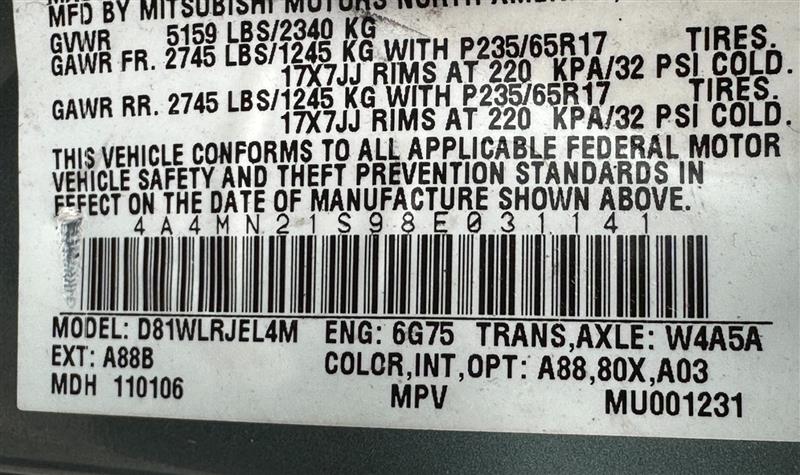 MFD BY MITSUBISHI MOTORS NORTH AMERICA,
GVWR 5159 LBS/2340 KG
GAWR FR. 2745 LBS/1245 KG WITH P235/65R17 TIRES.
17X7JJ RIMS AT 220 KPA/32 PSI COLD.
GAWR RR. 2745 LBS/1245 KG WITH P235/65R17 TIRES.
17X7JJ RIMS AT 220 KPA/32 PSI COLD.
THIS VEHICLE CONFORMS TO ALL APPLICABLE FEDERAL MOTOR
VEHICLE SAFETY AND THEFT PREVENTION STANDARDS IN
EFFECT ON THE DATE OF MANUFACTURE SHOWN ABOVE.
4A4MN21S98E031141
MODEL: D81WLRJEL4M ENG: 6G75 TRANS,AXLE: W4A5A
EXT: A88B COLOR,INT,OPT: A88,80X,A03
MDH 110106 MPV MU001231